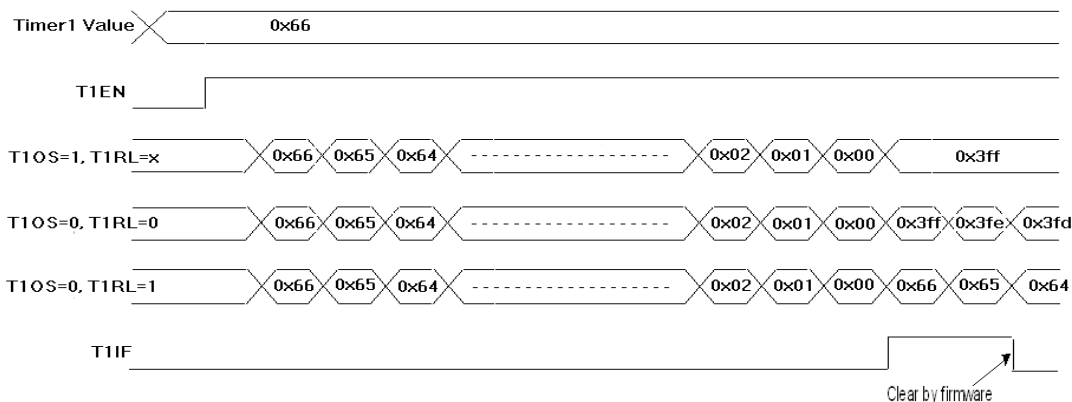 Timer1 Value 0x66
T1EN
T1OS=1, T1RL=x 0x66 0x65 0x64 0x02 0x01 0x00 0x3ff
T1OS=0, T1RL=0 0x66 0x65 0x64 0x02 0x01 0x00 0x3ff 0x3fe 0x3fd
T1OS=0, T1RL=1 0x66 0x65 0x64 0x02 0x01 0x00 0x66 0x65 0x64
T1IF
Clear by firmware